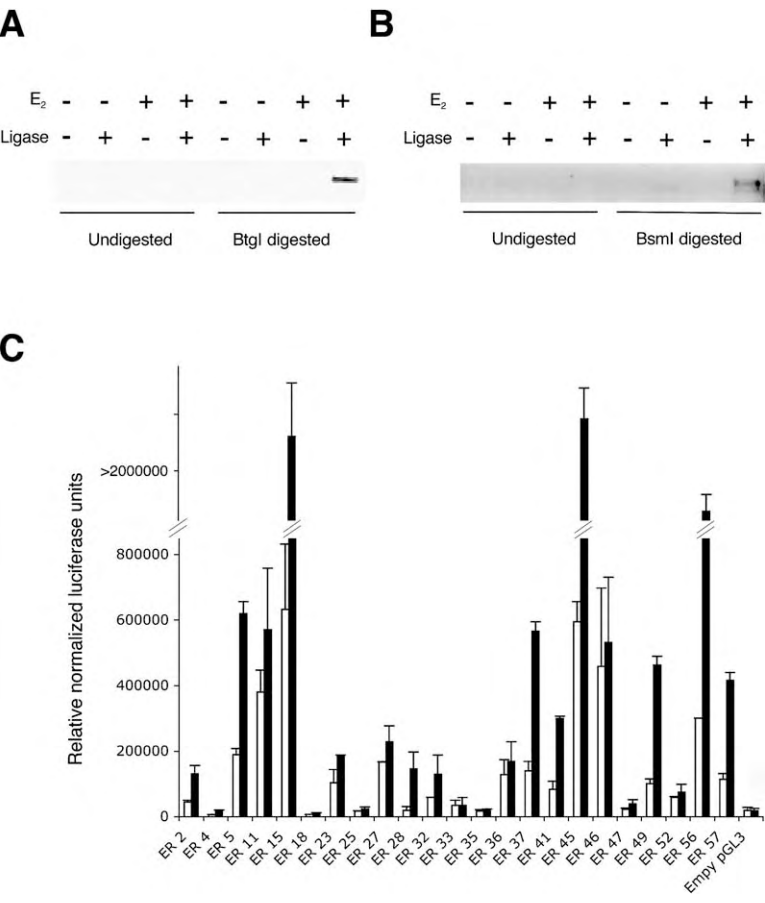 A
E2 - - + + - - + +
Ligase - + - + - + - +
Undigested BtgI digested
B
E2 - - + + - - + +
Ligase - + - + - + - +
Undigested BsmI digested
C
Relative normalized luciferase units
>2000000
800000
600000
400000
200000
0
ER 2
ER 4
ER 5
ER 11
ER 15
ER 18
ER 23
ER 25
ER 27
ER 28
ER 32
ER 33
ER 35
ER 36
ER 37
ER 41
ER 45
ER 46
ER 47
ER 49
ER 52
ER 56
ER 57
Empy pGL3